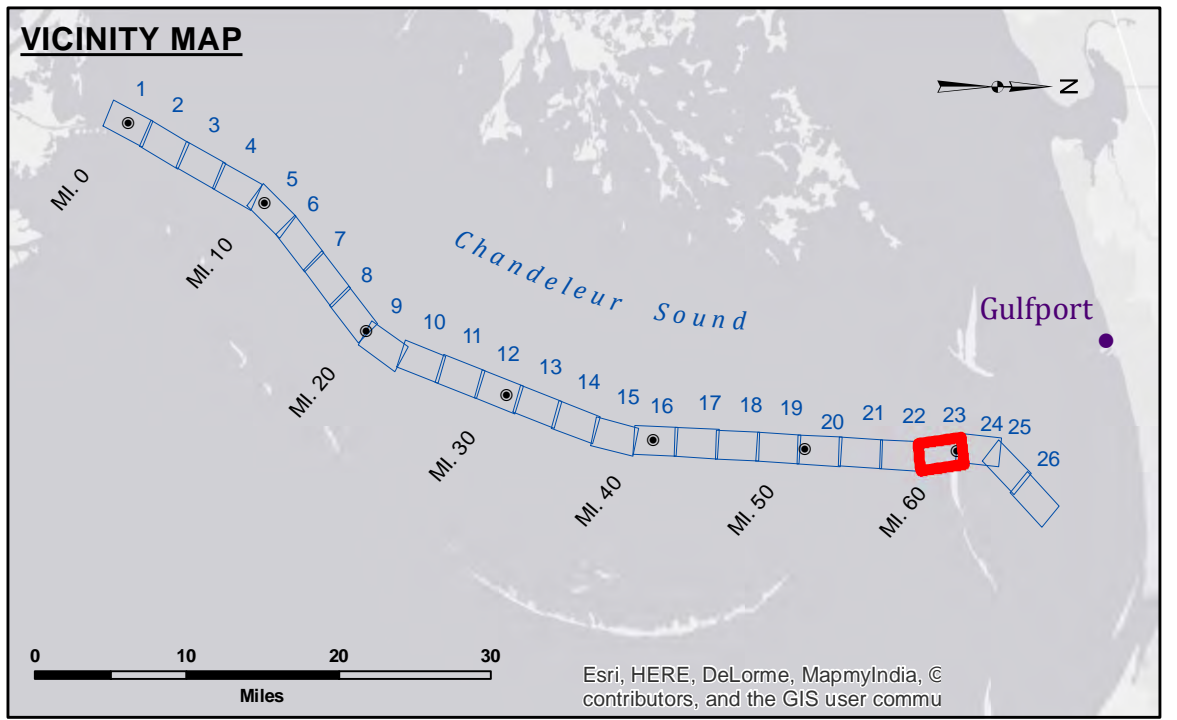 VICINITY MAP
N
1
2
3
4
5
6
7
8
9
10
11
12
13
14
15
16
17
18
19
20
21
22
23
24
25
26
MI. 0
MI. 10
MI. 20
MI. 30
MI. 40
MI. 50
MI. 60
Chandeleur Sound
Gulfport
0 10 20 30
Miles
Esri, HERE, DeLorme, MapmyIndia, ©
contributors, and the GIS user commu